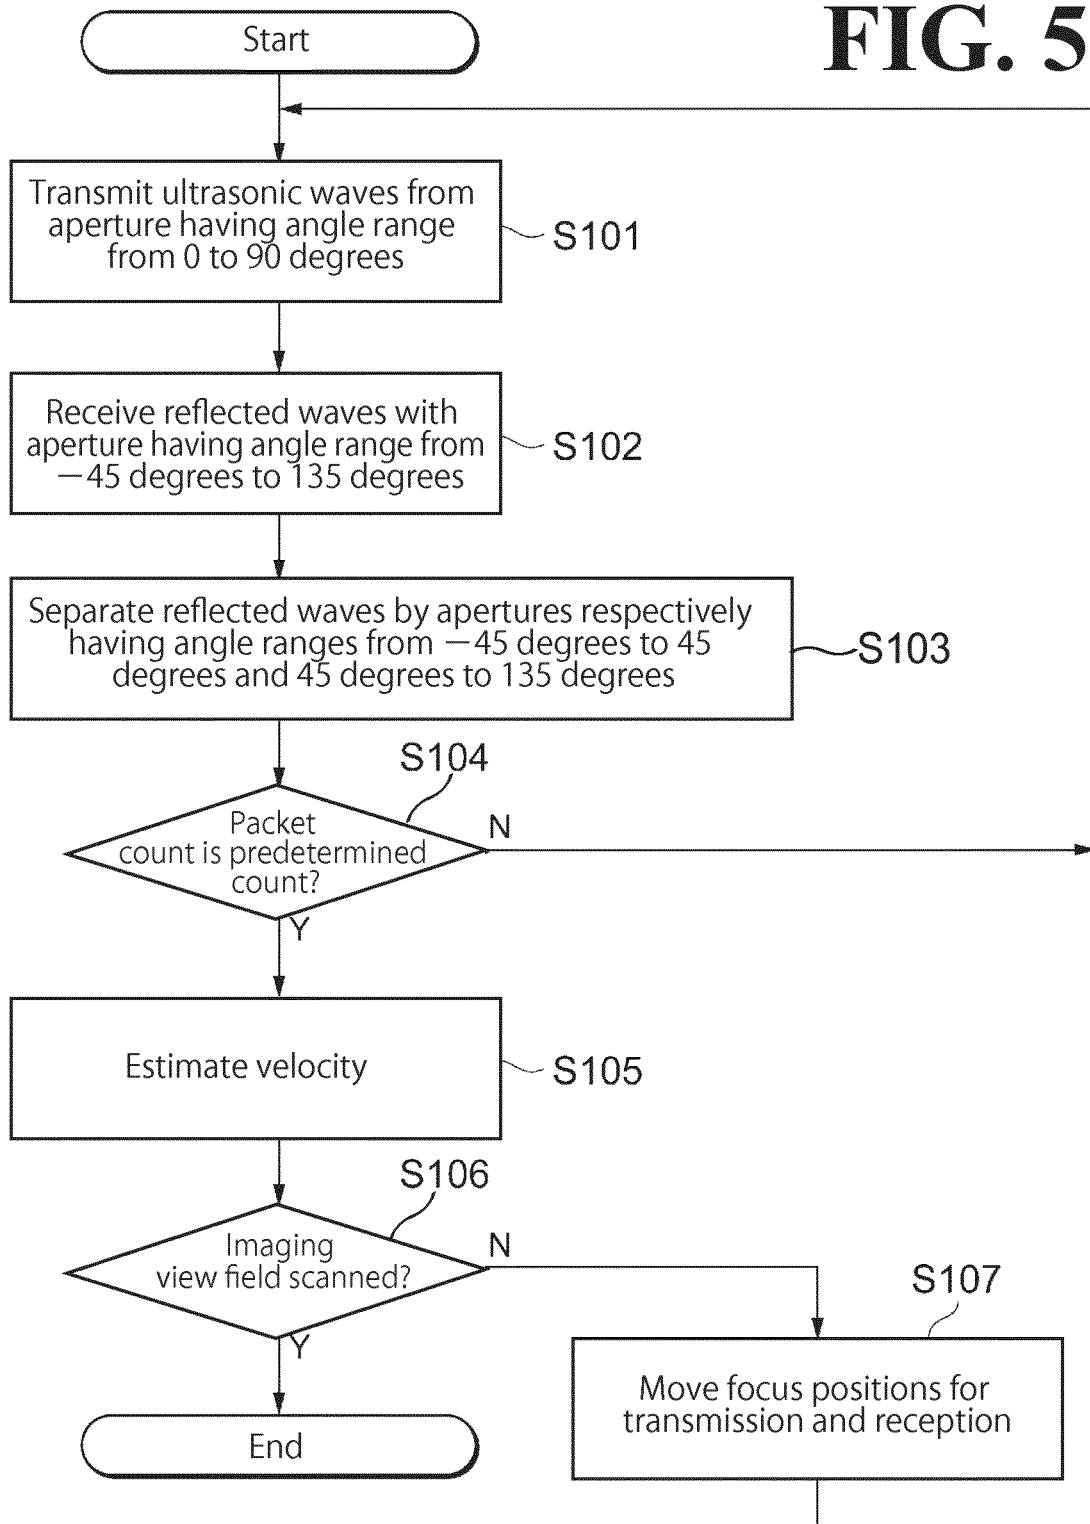 FIG. 5
Start
Transmit ultrasonic waves from
aperture having angle range
from 0 to 90 degrees
S101
Receive reflected waves with
aperture having angle range from
−45 degrees to 135 degrees
S102
Separate reflected waves by apertures respectively
having angle ranges from −45 degrees to 45
degrees and 45 degrees to 135 degrees
S103
S104
Packet
count is predetermined
count?
N
Y
Estimate velocity
S105
S106
Imaging
view field scanned?
N
Y
S107
Move focus positions for
transmission and reception
End